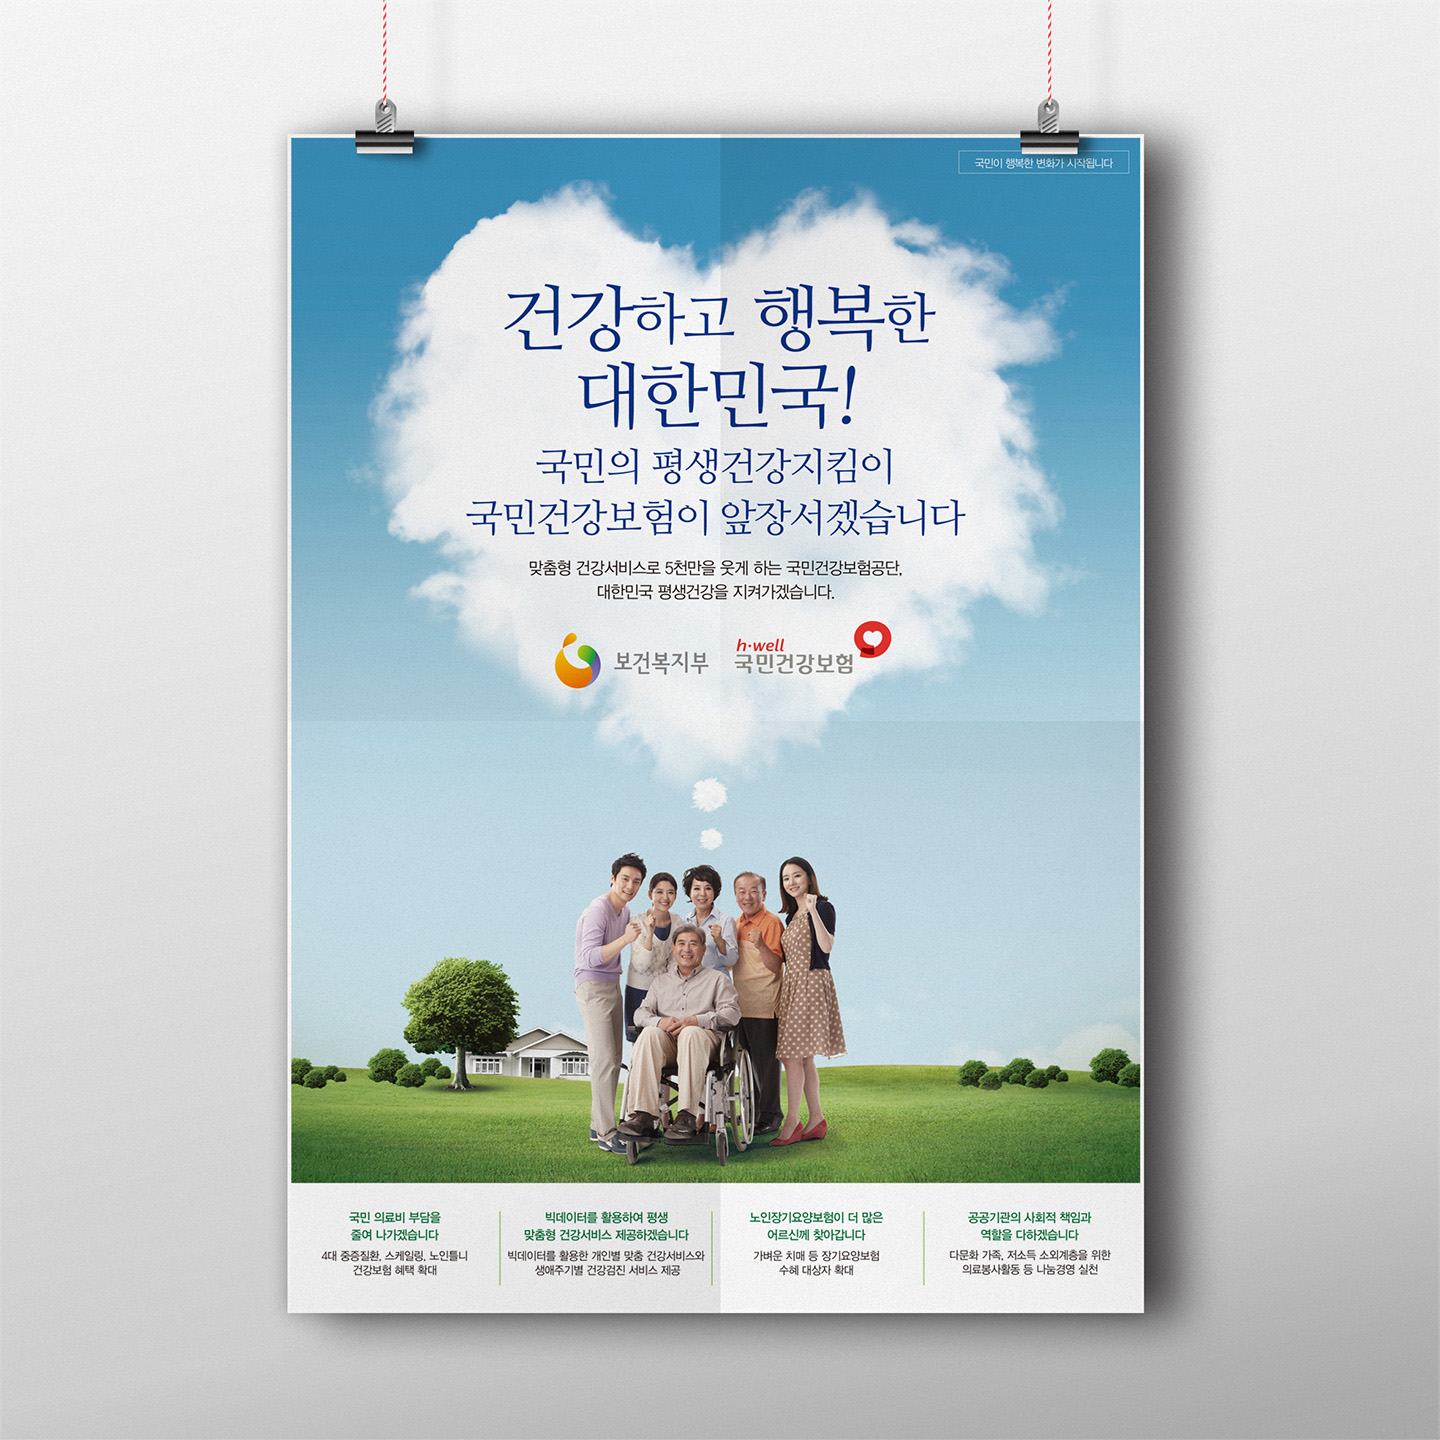 국민이 행복한 변화가 시작됩니다
건강하고 행복한
대한민국!
국민의 평생건강지킴이
국민건강보험이 앞장서겠습니다
맞춤형 건강서비스로 5천만을 웃게 하는 국민건강보험공단,
대한민국 평생건강을 지켜가겠습니다.
보건복지부
h·well
국민건강보험
국민 의료비 부담을
줄여 나가겠습니다
4대 중증질환, 스케일링, 노인틀니
건강보험 혜택 확대
빅데이터를 활용하여 평생
맞춤형 건강서비스 제공하겠습니다
빅데이터를 활용한 개인별 맞춤 건강서비스와
생애주기별 건강검진 서비스 제공
노인장기요양보험이 더 많은
어르신께 찾아갑니다
가벼운 치매 등 장기요양보험
수혜 대상자 확대
공공기관의 사회적 책임과
역할을 다하겠습니다
다문화 가족, 저소득 소외계층을 위한
의료봉사활동 등 나눔경영 실천